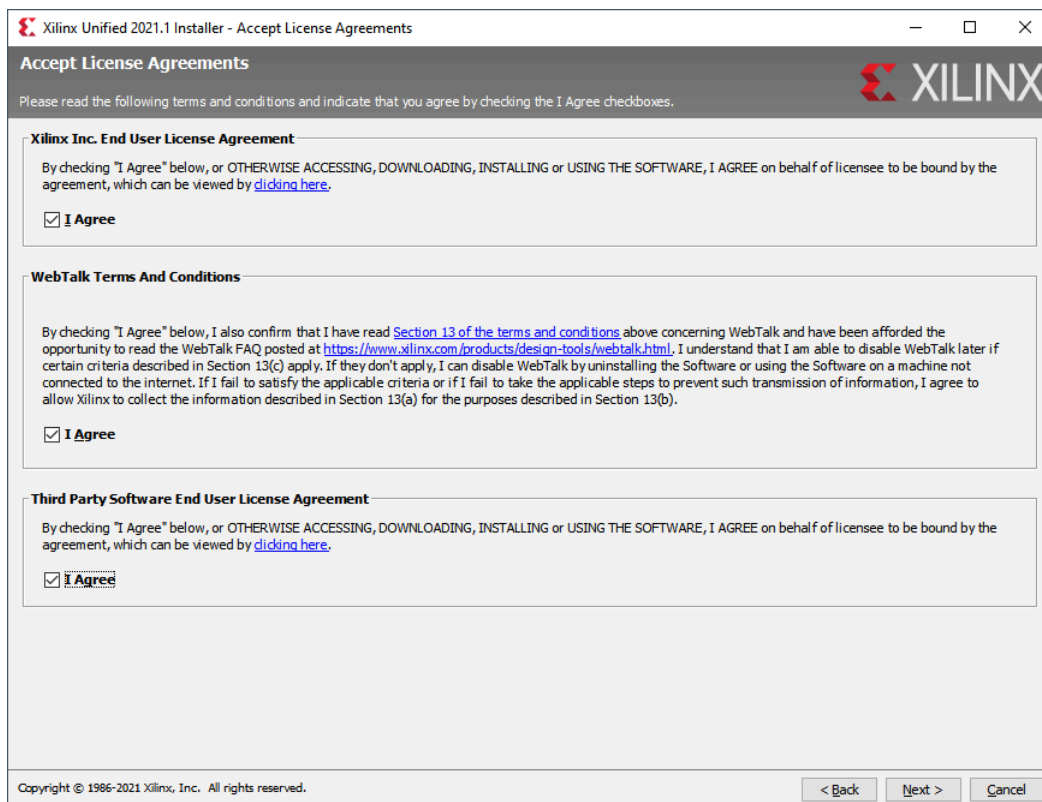 Xilinx Unified 2021.1 Installer - Accept License Agreements
Accept License Agreements
XILINX
Please read the following terms and conditions and indicate that you agree by checking the I Agree checkboxes.
Xilinx Inc. End User License Agreement
By checking "I Agree" below, or OTHERWISE ACCESSING, DOWNLOADING, INSTALLING or USING THE SOFTWARE, I AGREE on behalf of licensee to be bound by the
agreement, which can be viewed by clicking here.
I Agree
WebTalk Terms And Conditions
By checking "I Agree" below, I also confirm that I have read Section 13 of the terms and conditions above concerning WebTalk and have been afforded the
opportunity to read the WebTalk FAQ posted at https://www.xilinx.com/products/design-tools/webtalk.html. I understand that I am able to disable WebTalk later if
certain criteria described in Section 13(c) apply. If they don't apply, I can disable WebTalk by uninstalling the Software or using the Software on a machine not
connected to the internet. If I fail to satisfy the applicable criteria or if I fail to take the applicable steps to prevent such transmission of information, I agree to
allow Xilinx to collect the information described in Section 13(a) for the purposes described in Section 13(b).
I Agree
Third Party Software End User License Agreement
By checking "I Agree" below, or OTHERWISE ACCESSING, DOWNLOADING, INSTALLING or USING THE SOFTWARE, I AGREE on behalf of licensee to be bound by the
agreement, which can be viewed by clicking here.
I Agree
Copyright © 1986-2021 Xilinx, Inc. All rights reserved.
< Back Next > Cancel